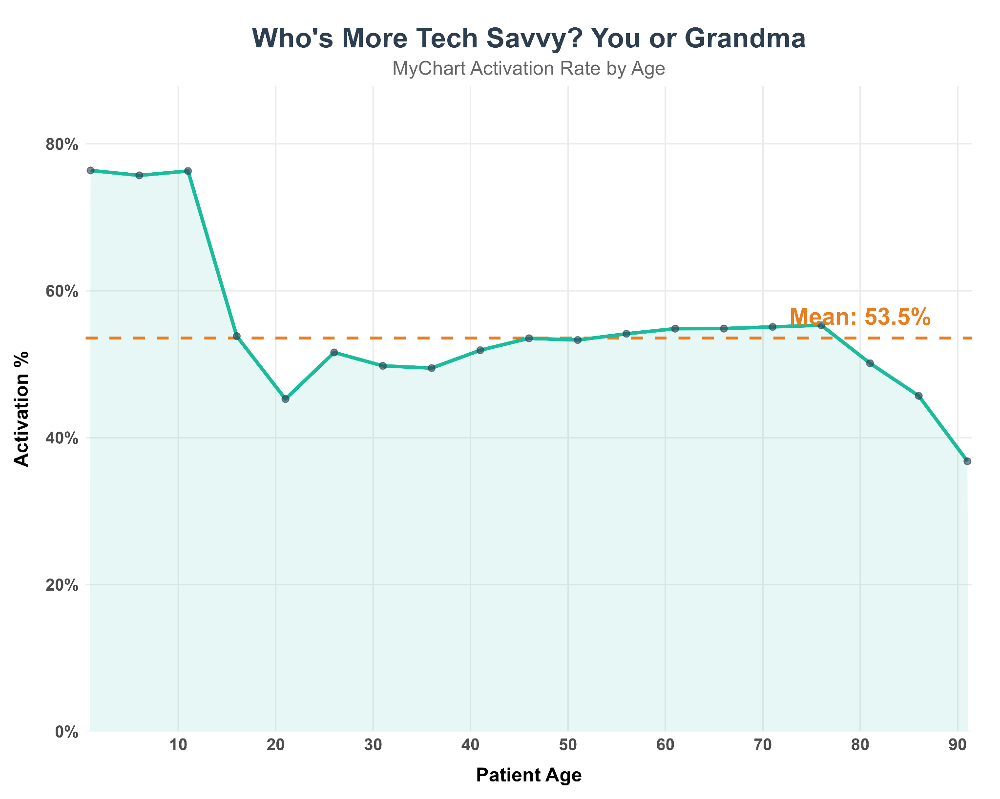 Who's More Tech Savvy? You or Grandma
MyChart Activation Rate by Age
80%
60%
40%
20%
0%
Activation %
Mean: 53.5%
10 20 30 40 50 60 70 80 90
Patient Age